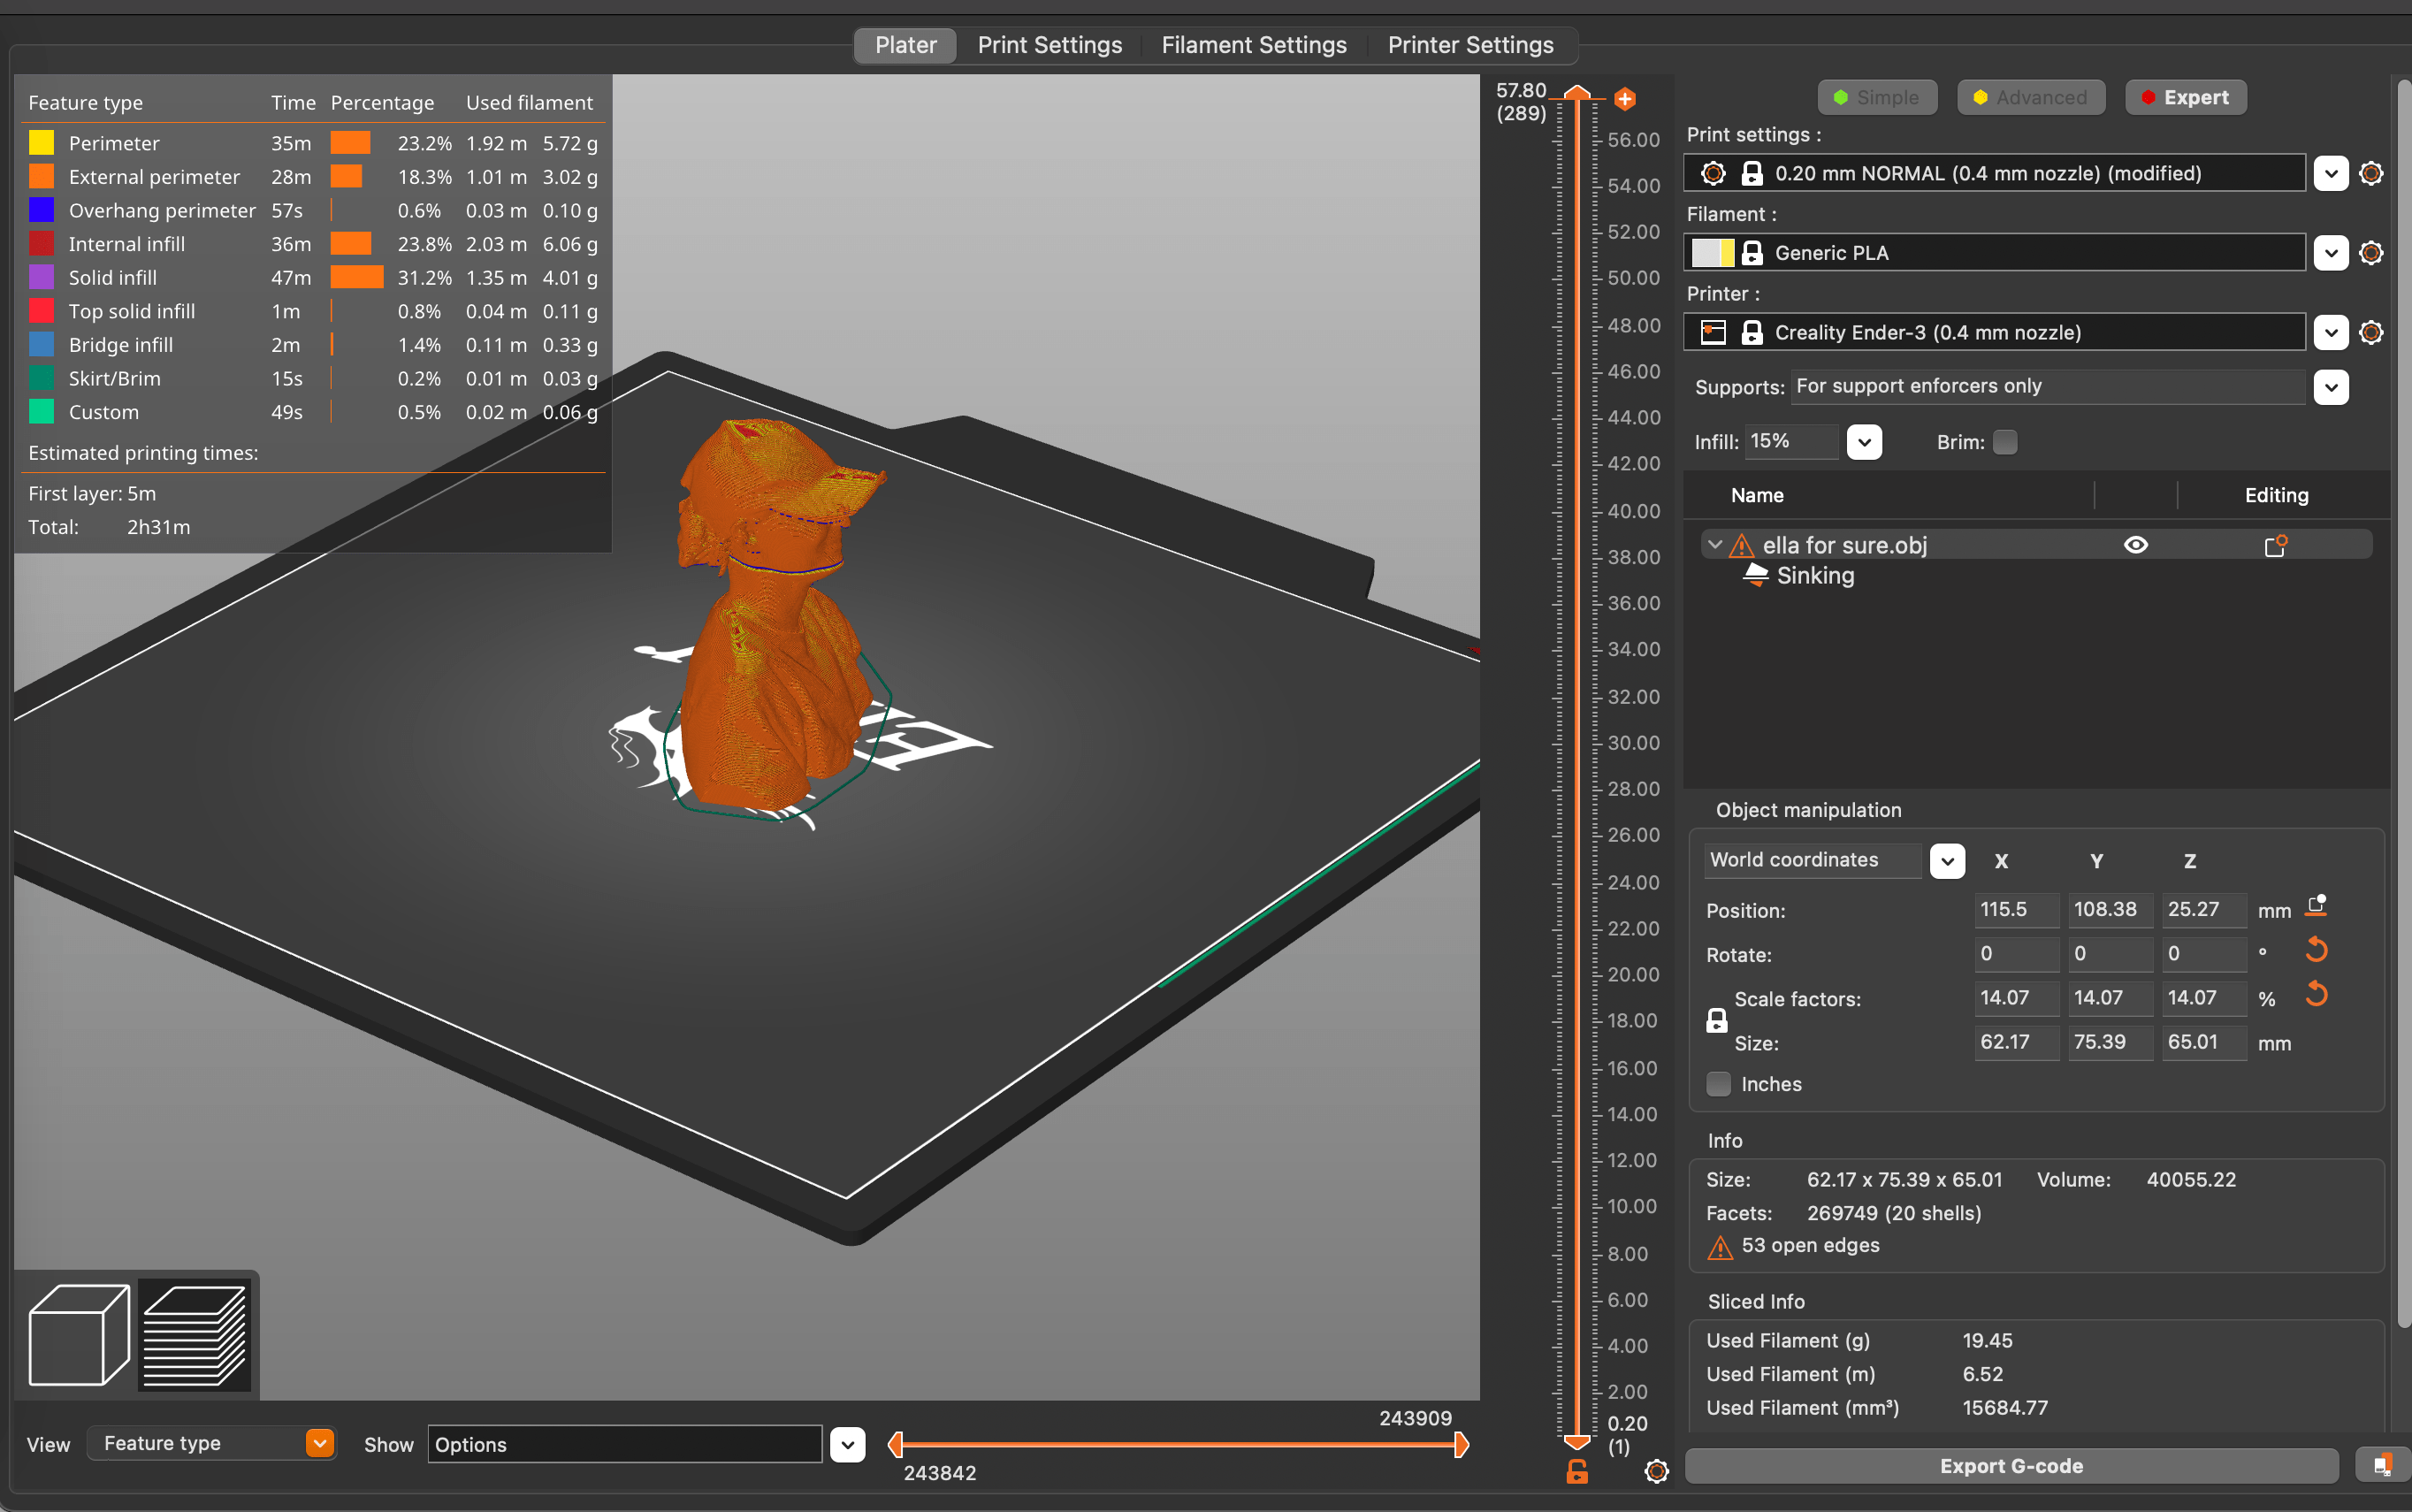 Plater Print Settings Filament Settings Printer Settings
Feature type Time Percentage Used filament
Perimeter 35m 23.2% 1.92 m 5.72 g
External perimeter 28m 18.3% 1.01 m 3.02 g
Overhang perimeter 57s 0.6% 0.03 m 0.10 g
Internal infill 36m 23.8% 2.03 m 6.06 g
Solid infill 47m 31.2% 1.35 m 4.01 g
Top solid infill 1m 0.8% 0.04 m 0.11 g
Bridge infill 2m 1.4% 0.11 m 0.33 g
Skirt/Brim 15s 0.2% 0.01 m 0.03 g
Custom 49s 0.5% 0.02 m 0.06 g
Estimated printing times:
First layer: 5m
Total: 2h31m
57.80
(289)
56.00
54.00
52.00
50.00
48.00
46.00
44.00
42.00
40.00
38.00
36.00
34.00
32.00
30.00
28.00
26.00
24.00
22.00
20.00
18.00
16.00
14.00
12.00
10.00
8.00
6.00
4.00
2.00
0.20
(1)
Simple Advanced Expert
Print settings :
0.20 mm NORMAL (0.4 mm nozzle) (modified)
Filament :
Generic PLA
Printer :
Creality Ender-3 (0.4 mm nozzle)
Supports: For support enforcers only
Infill: 15% Brim:
Name Editing
ella for sure.obj
Sinking
Object manipulation
World coordinates X Y Z
Position: 115.5 108.38 25.27 mm
Rotate: 0 0 0 °
Scale factors: 14.07 14.07 14.07 %
Size: 62.17 75.39 65.01 mm
Inches
Info
Size: 62.17 x 75.39 x 65.01 Volume: 40055.22
Facets: 269749 (20 shells)
53 open edges
Sliced Info
Used Filament (g) 19.45
Used Filament (m) 6.52
Used Filament (mm³) 15684.77
Export G-code
View Feature type Show Options
243909
243842